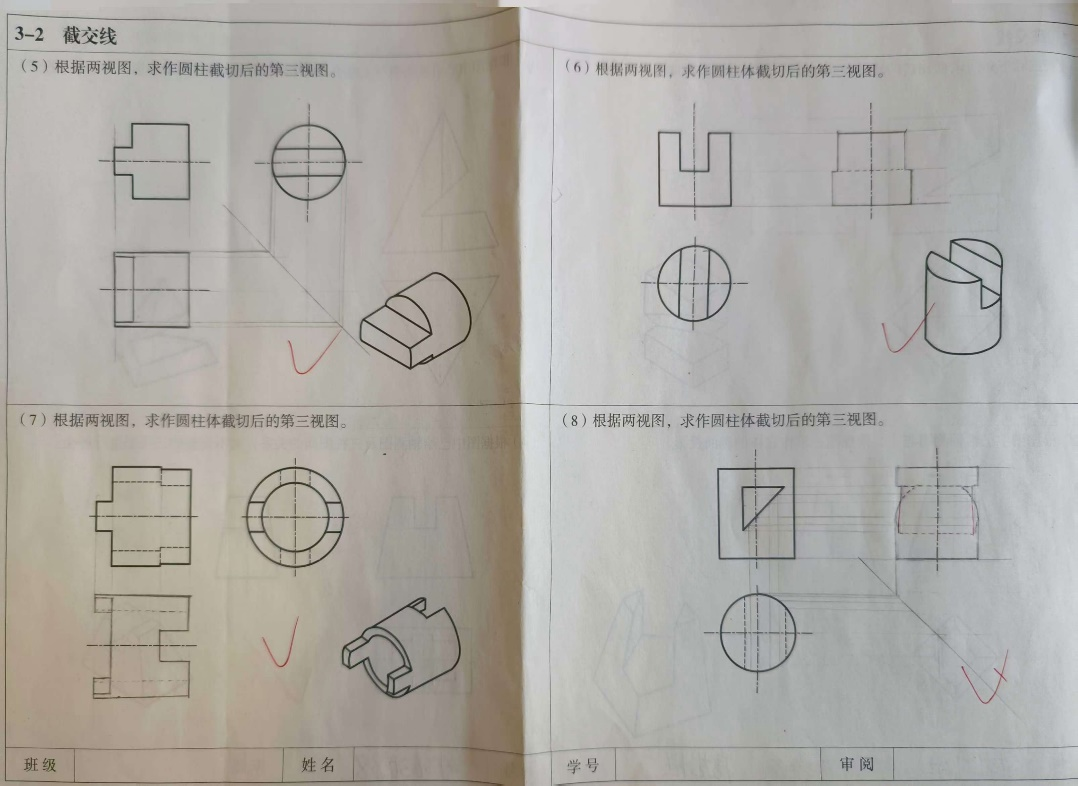 3-2 截交线
(5)根据两视图，求作圆柱截切后的第三视图。
(6)根据两视图，求作圆柱体截切后的第三视图。
(7)根据两视图，求作圆柱体截切后的第三视图。
(8)根据两视图，求作圆柱体截切后的第三视图。
班级
姓名
学号
审阅